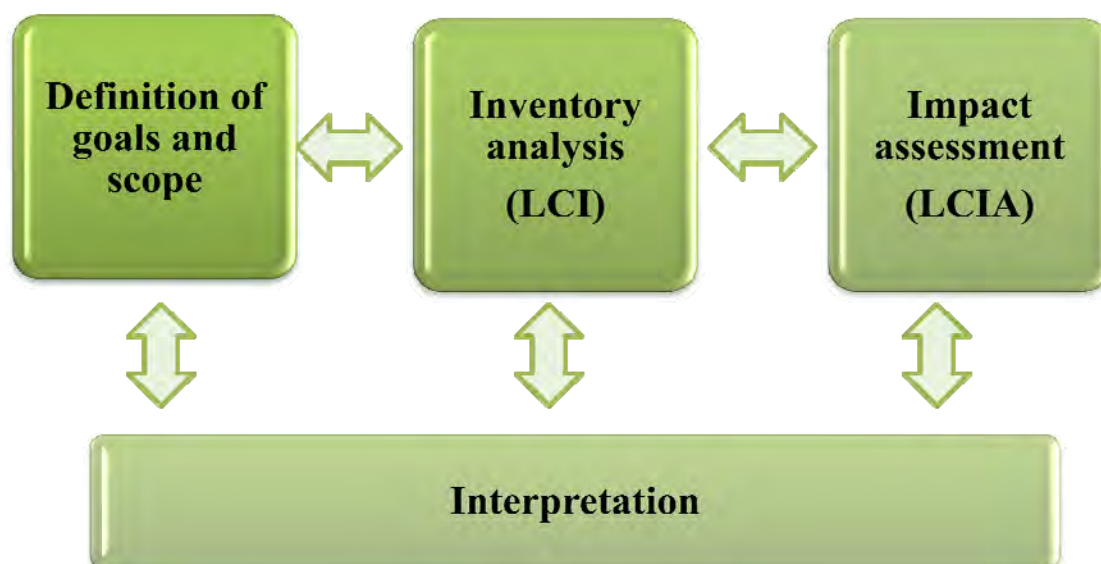 Definition of
goals and
scope
Inventory
analysis
(LCI)
Impact
assessment
(LCIA)
Interpretation